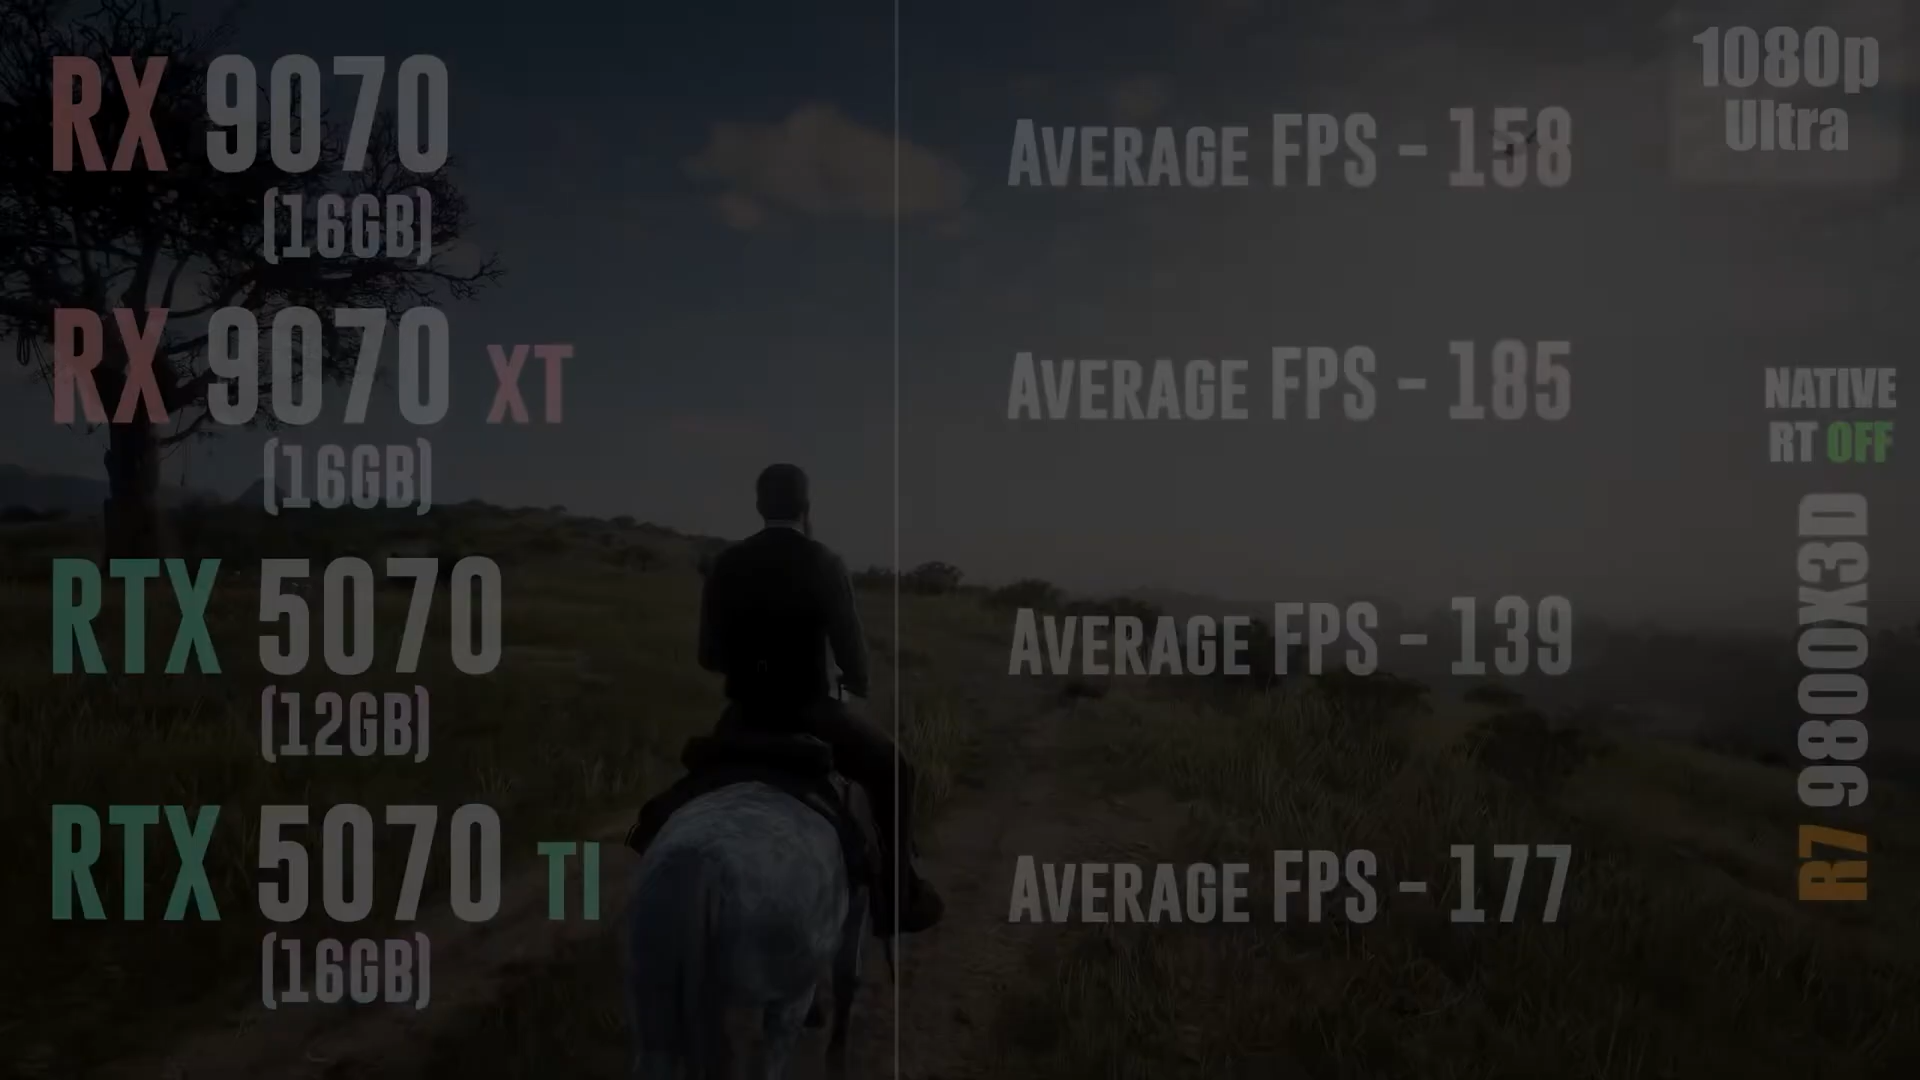 RX 9070
(16GB)
Average FPS - 158
RX 9070 XT
(16GB)
Average FPS - 185
RTX 5070
(12GB)
Average FPS - 139
RTX 5070 TI
(16GB)
Average FPS - 177
1080p
Ultra
NATIVE
RT OFF
R7 9800X3D